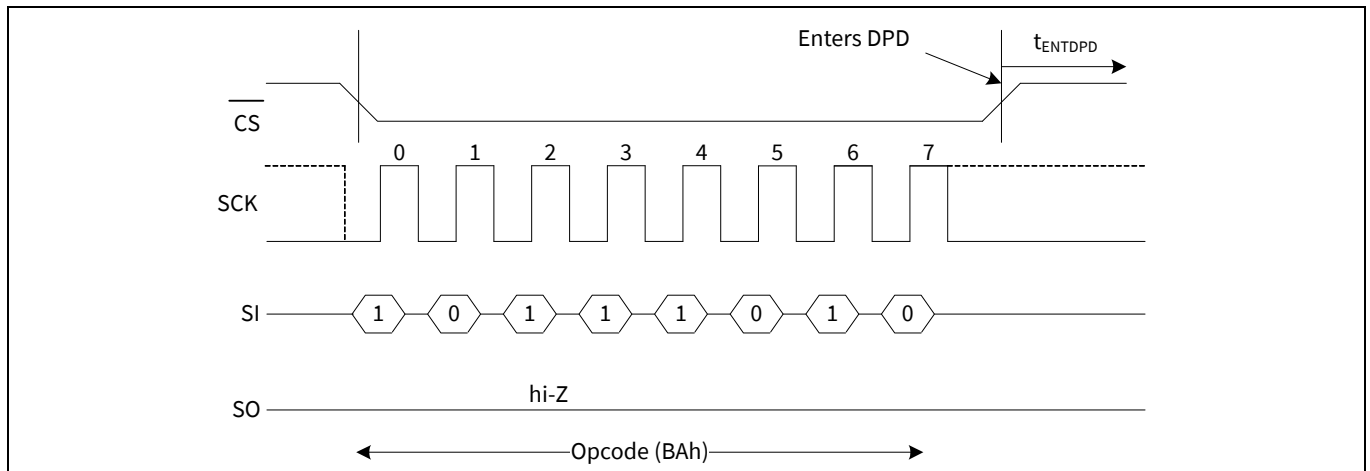 Enters DPD
tENTDPD
CS
0 1 2 3 4 5 6 7
SCK
SI 1 0 1 1 1 0 1 0
hi-Z
SO
Opcode (BAh)